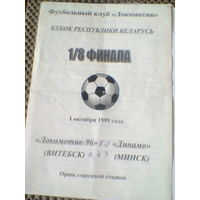 Футбольный клуб «Локомотив»
КУБОК РЕСПУБЛИКИ БЕЛАРУСЬ
1/8 ФИНАЛА
1 октября 1999 года
«Локомотив-96» «Динамо»
(ВИТЕБСК) (МИНСК)
Орша, городской стадион